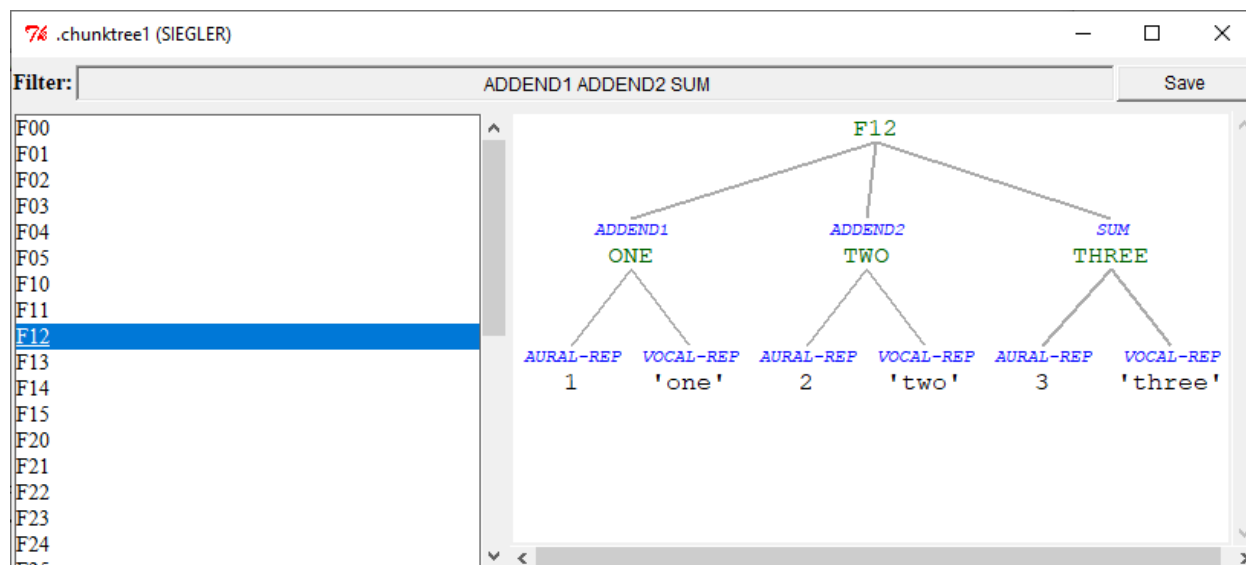 .chunktree1 (SIEGLER)
Filter: ADDEND1 ADDEND2 SUM Save
F00
F01
F02
F03
F04
F05
F10
F11
F12
F13
F14
F15
F20
F21
F22
F23
F24
F12
ADDEND1 ADDEND2 SUM
ONE TWO THREE
AURAL-REP VOCAL-REP AURAL-REP VOCAL-REP AURAL-REP VOCAL-REP
1 'one' 2 'two' 3 'three'